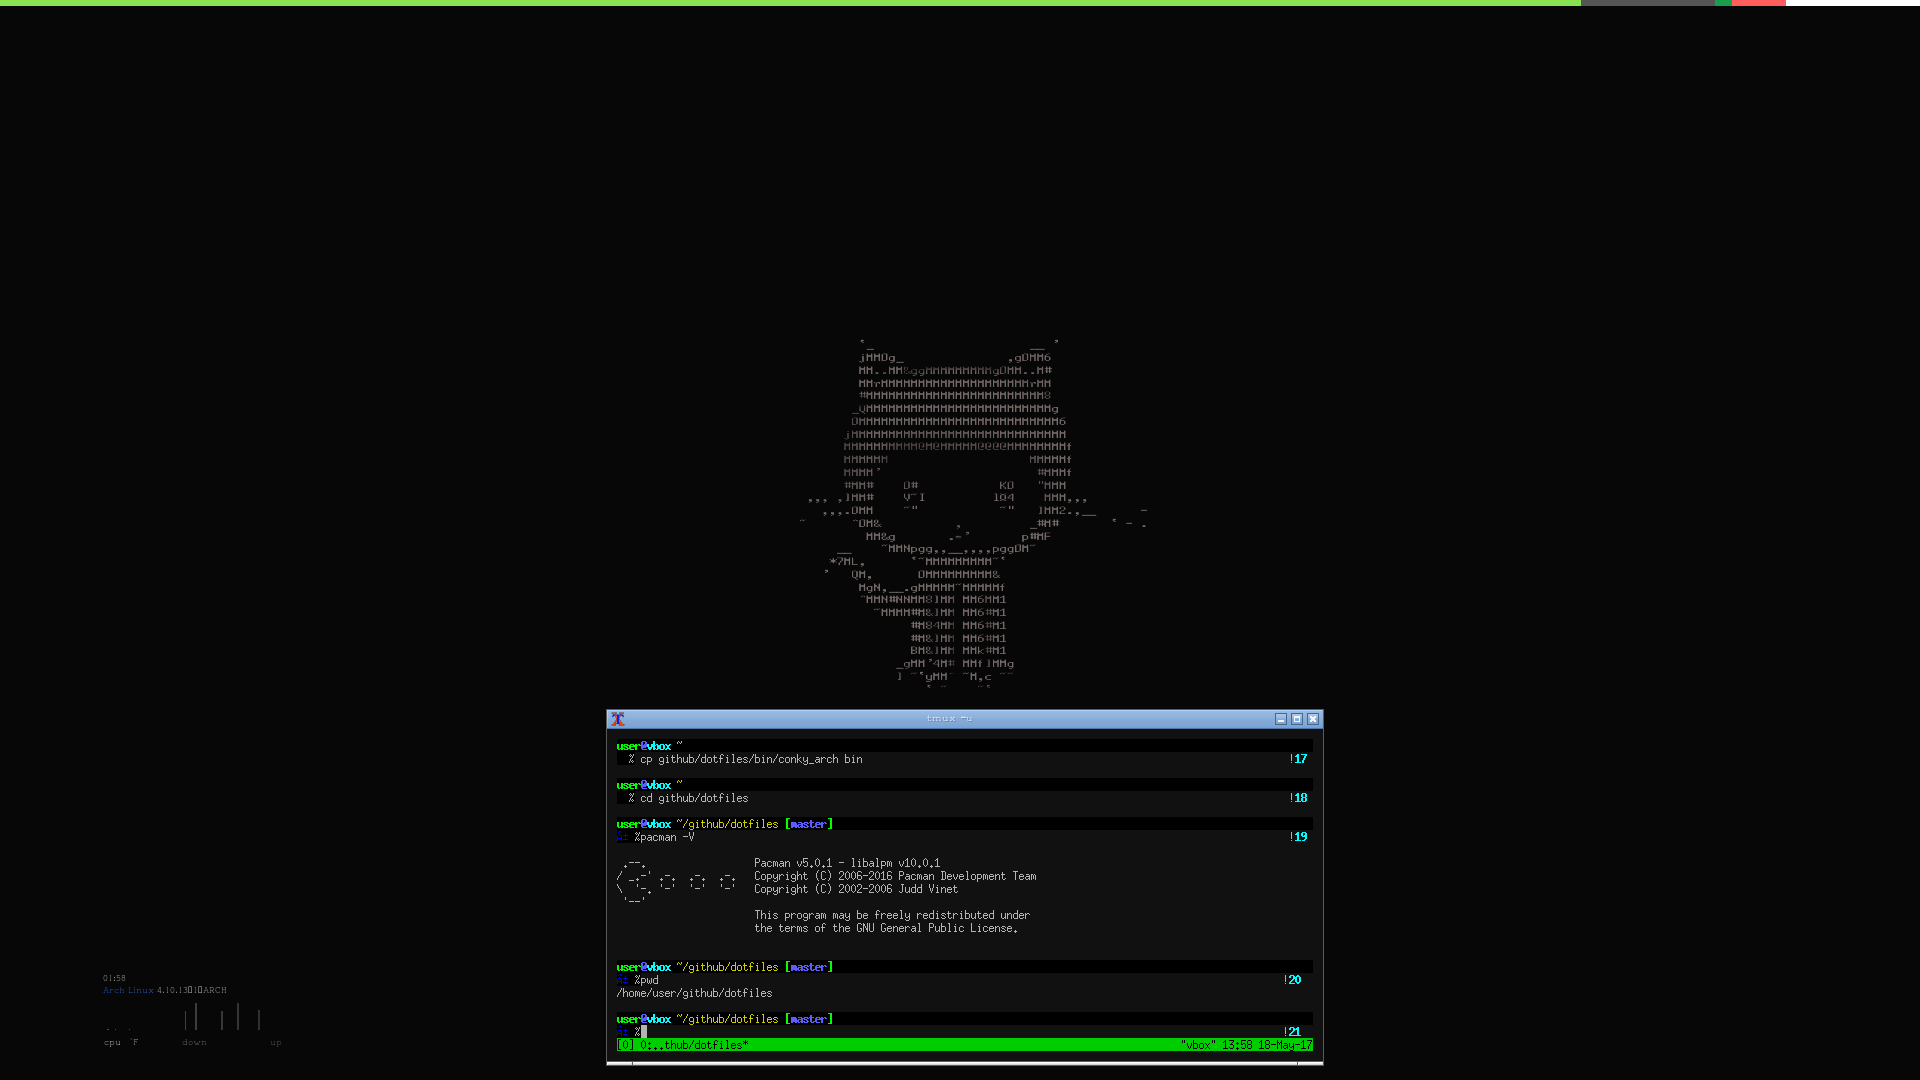 tmux -u
user@vbox ~
% cp github/dotfiles/bin/conky_arch bin !17
user@vbox ~
% cd github/dotfiles !18
user@vbox ~/github/dotfiles [master]
%pacman -V !19
Pacman v5.0.1 - libalpm v10.0.1
Copyright (C) 2006-2016 Pacman Development Team
Copyright (C) 2002-2006 Judd Vinet
This program may be freely redistributed under
the terms of the GNU General Public License.
user@vbox ~/github/dotfiles [master]
%pwd !20
/home/user/github/dotfiles
user@vbox ~/github/dotfiles [master]
% !21
[0] 0:..thub/dotfiles* "vbox" 13:58 18-May-17
01:58
Arch Linux 4.10.13 1 ARCH
cpu °F down up